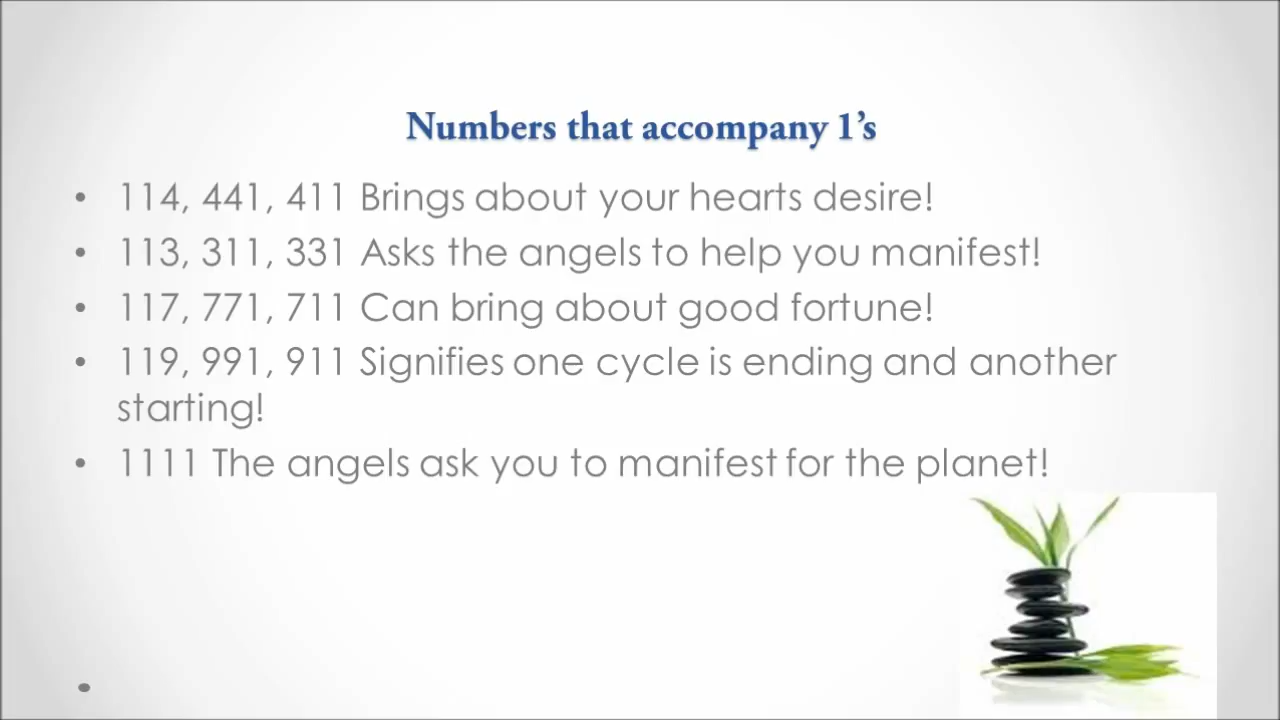 Numbers that accompany 1’s
• 114, 441, 411 Brings about your hearts desire!
• 113, 311, 331 Asks the angels to help you manifest!
• 117, 771, 711 Can bring about good fortune!
• 119, 991, 911 Signifies one cycle is ending and another
starting!
• 1111 The angels ask you to manifest for the planet!